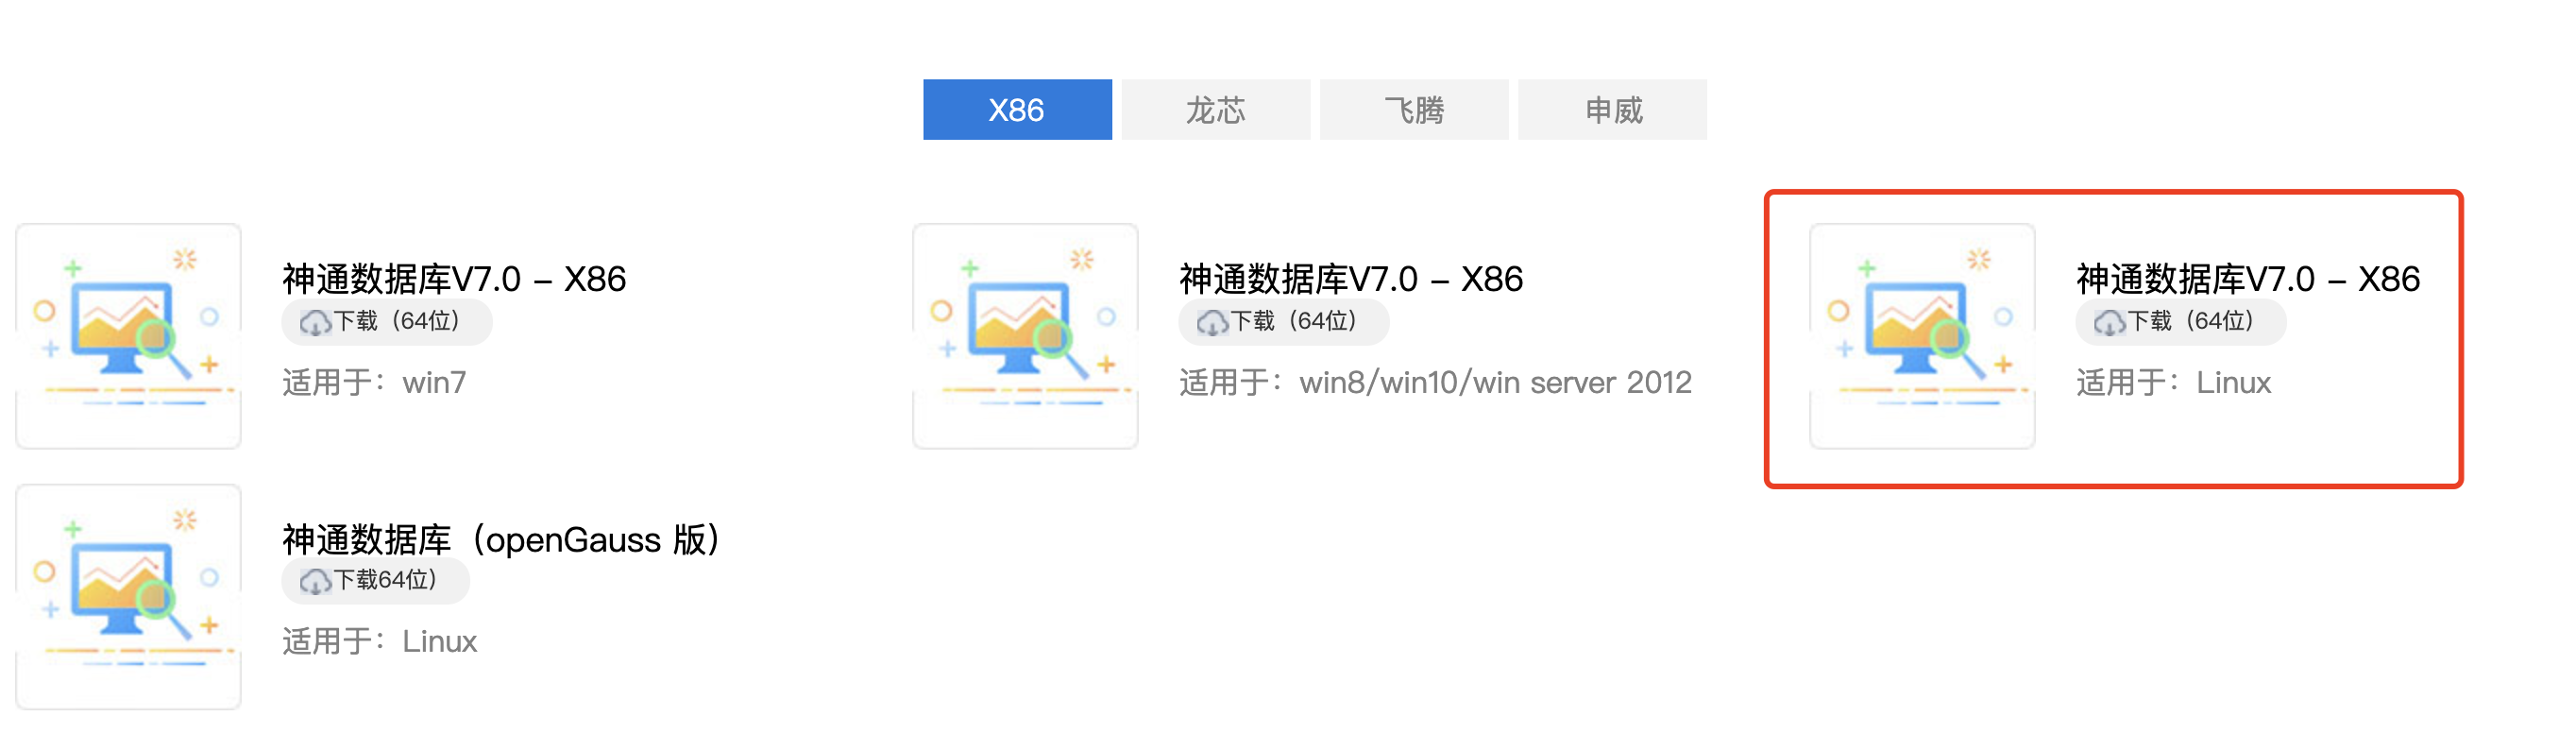 X86
龙芯
飞腾
申威
神通数据库V7.0 – X86
下载（64位）
适用于：win7
神通数据库V7.0 – X86
下载（64位）
适用于：win8/win10/win server 2012
神通数据库V7.0 – X86
下载（64位）
适用于：Linux
神通数据库（openGauss 版）
下载64位）
适用于：Linux